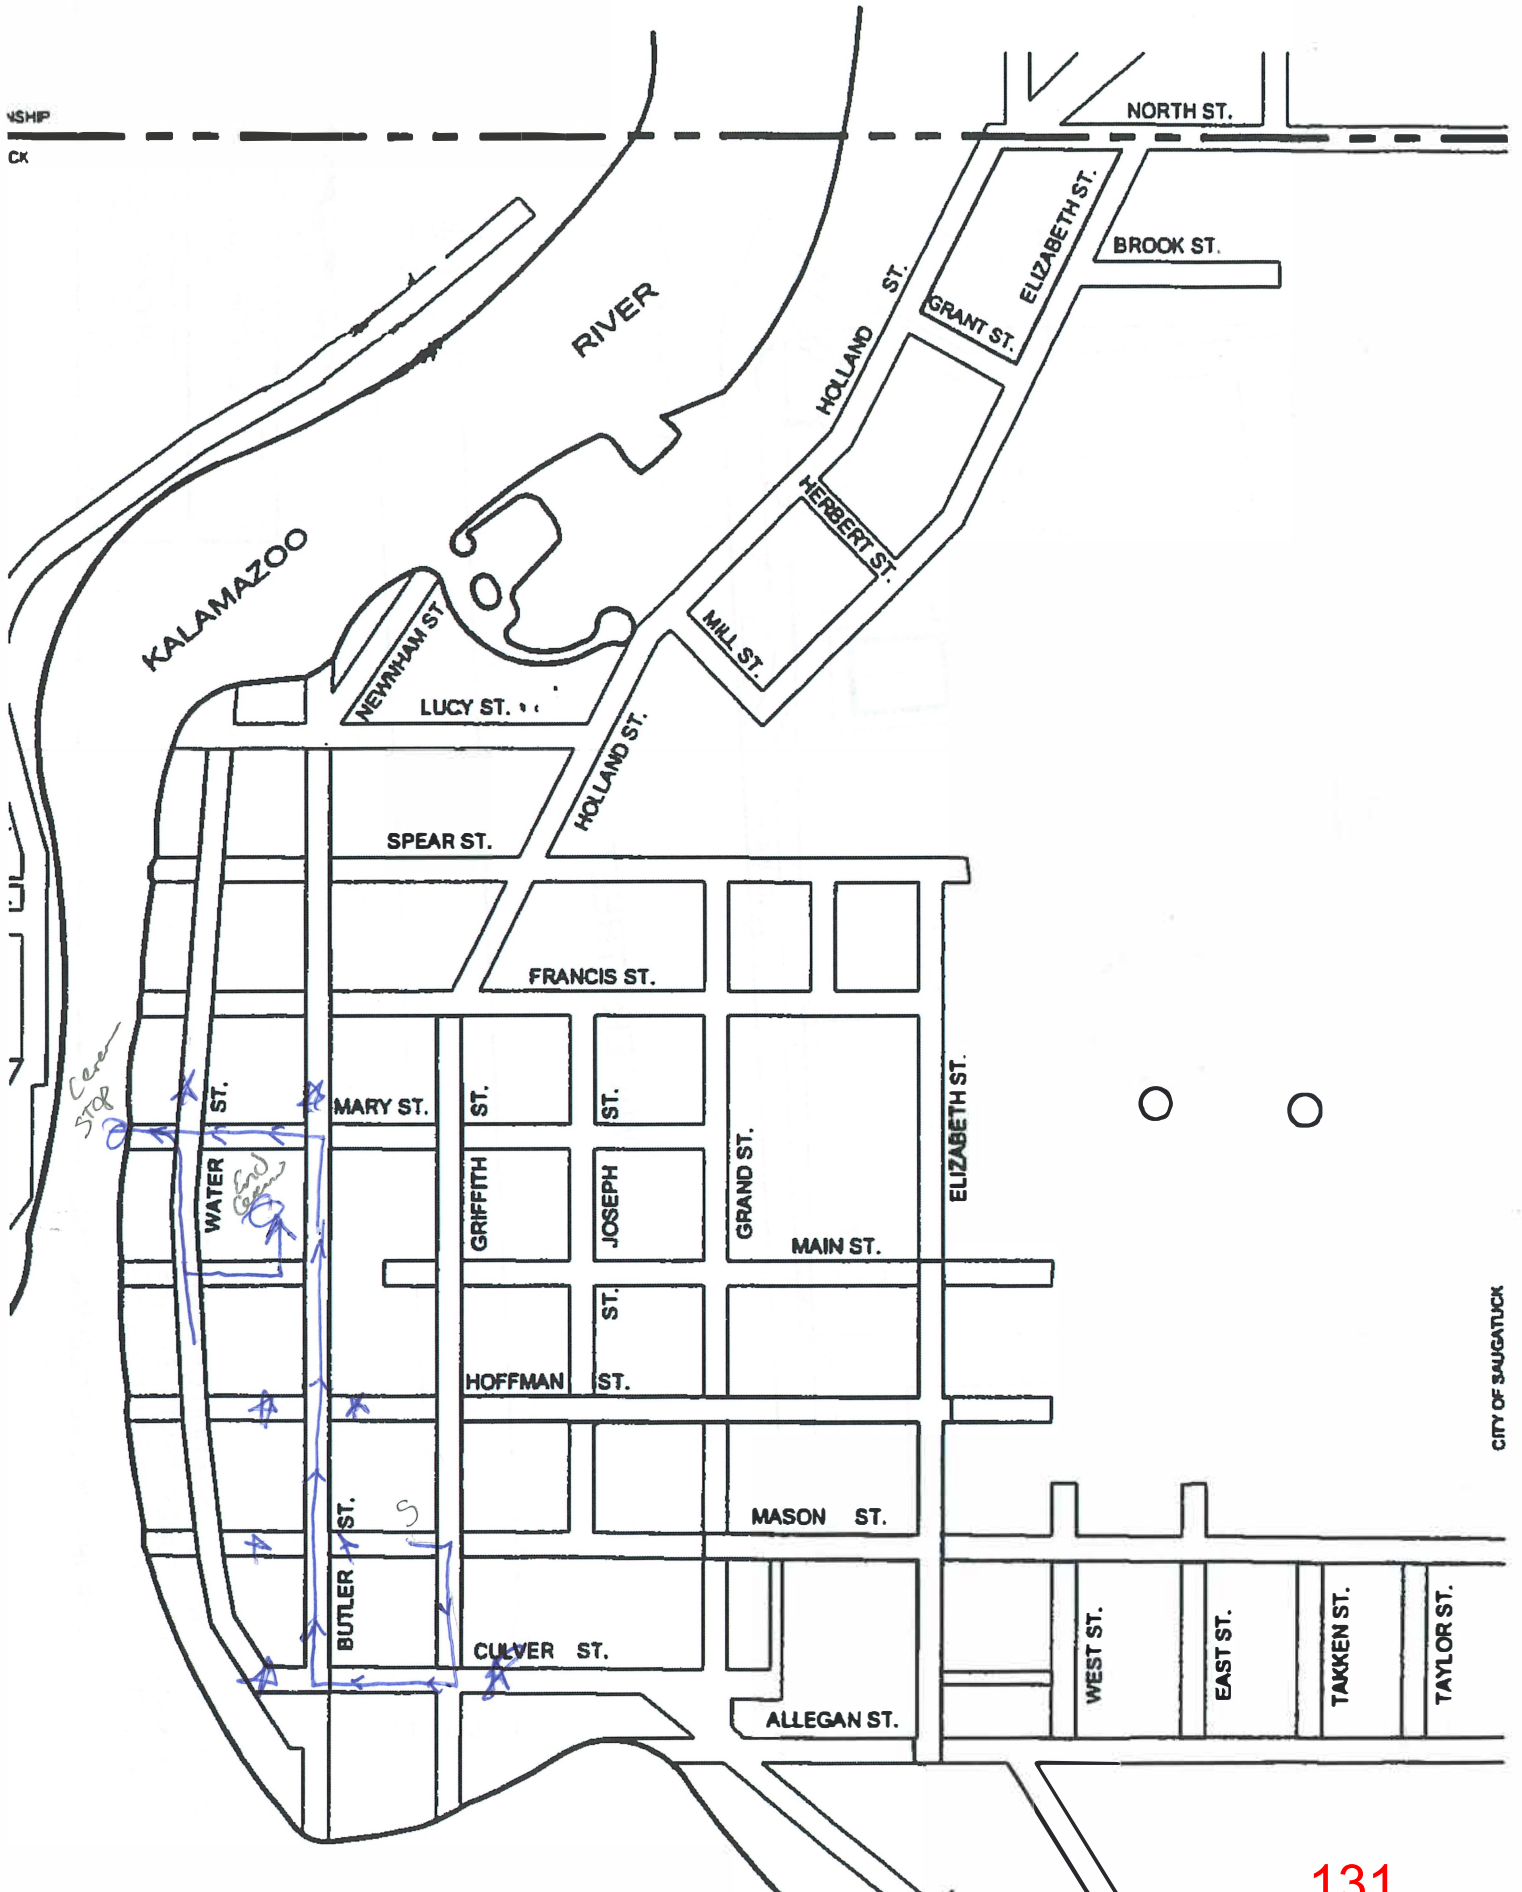 NSHIP
CK
NORTH ST.
ELIZABETH ST.
BROOK ST.
HOLLAND ST.
GRANT ST.
RIVER
KALAMAZOO
HERBERT ST.
MILL ST.
NEWNHAM ST
LUCY ST.
HOLLAND ST.
SPEAR ST.
FRANCIS ST.
STOP
WATER ST.
MARY ST.
GRIFFITH ST.
JOSEPH ST.
GRAND ST.
ELIZABETH ST.
End
MAIN ST.
ST.
HOFFMAN ST.
CITY OF SAUGATUCK
S
MASON ST.
BUTLER ST.
CULVER ST.
WEST ST.
EAST ST.
TAKKEN ST.
TAYLOR ST.
ALLEGAN ST.
131